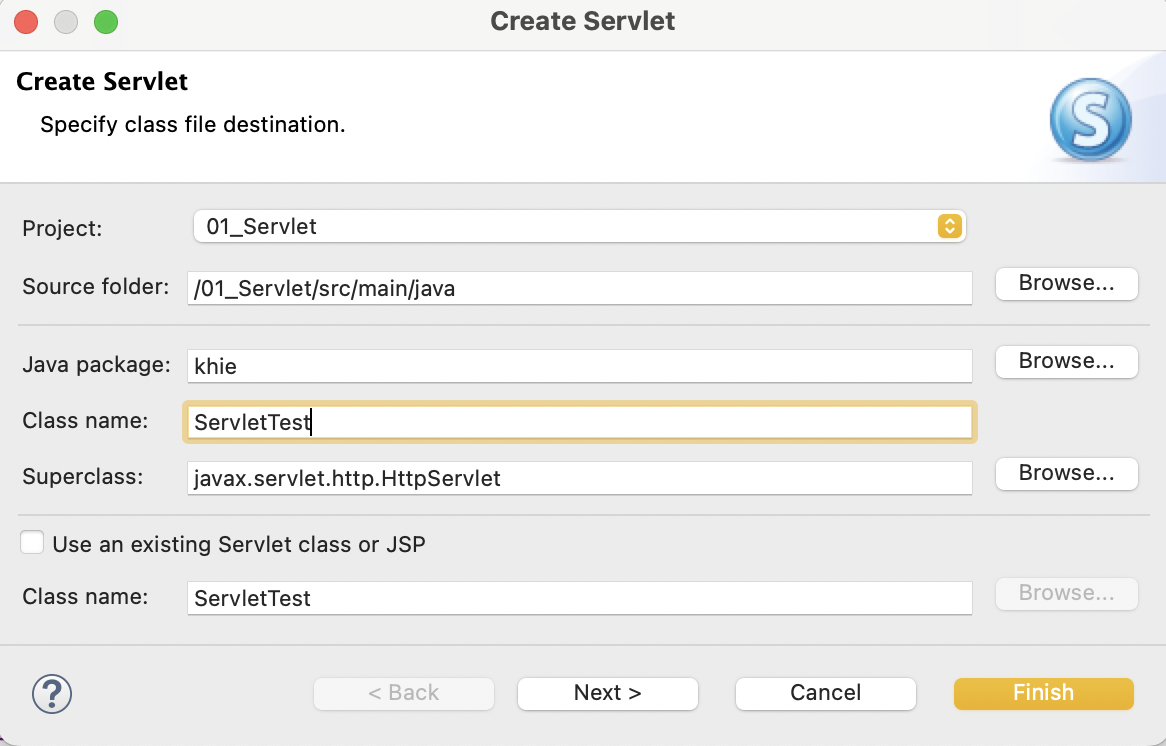 Create Servlet
Create Servlet
Specify class file destination.
S
Project: 01_Servlet
Source folder: /01_Servlet/src/main/java Browse...
Java package: khie Browse...
Class name: ServletTest
Superclass: javax.servlet.http.HttpServlet Browse...
Use an existing Servlet class or JSP
Class name: ServletTest Browse...
? < Back Next > Cancel Finish